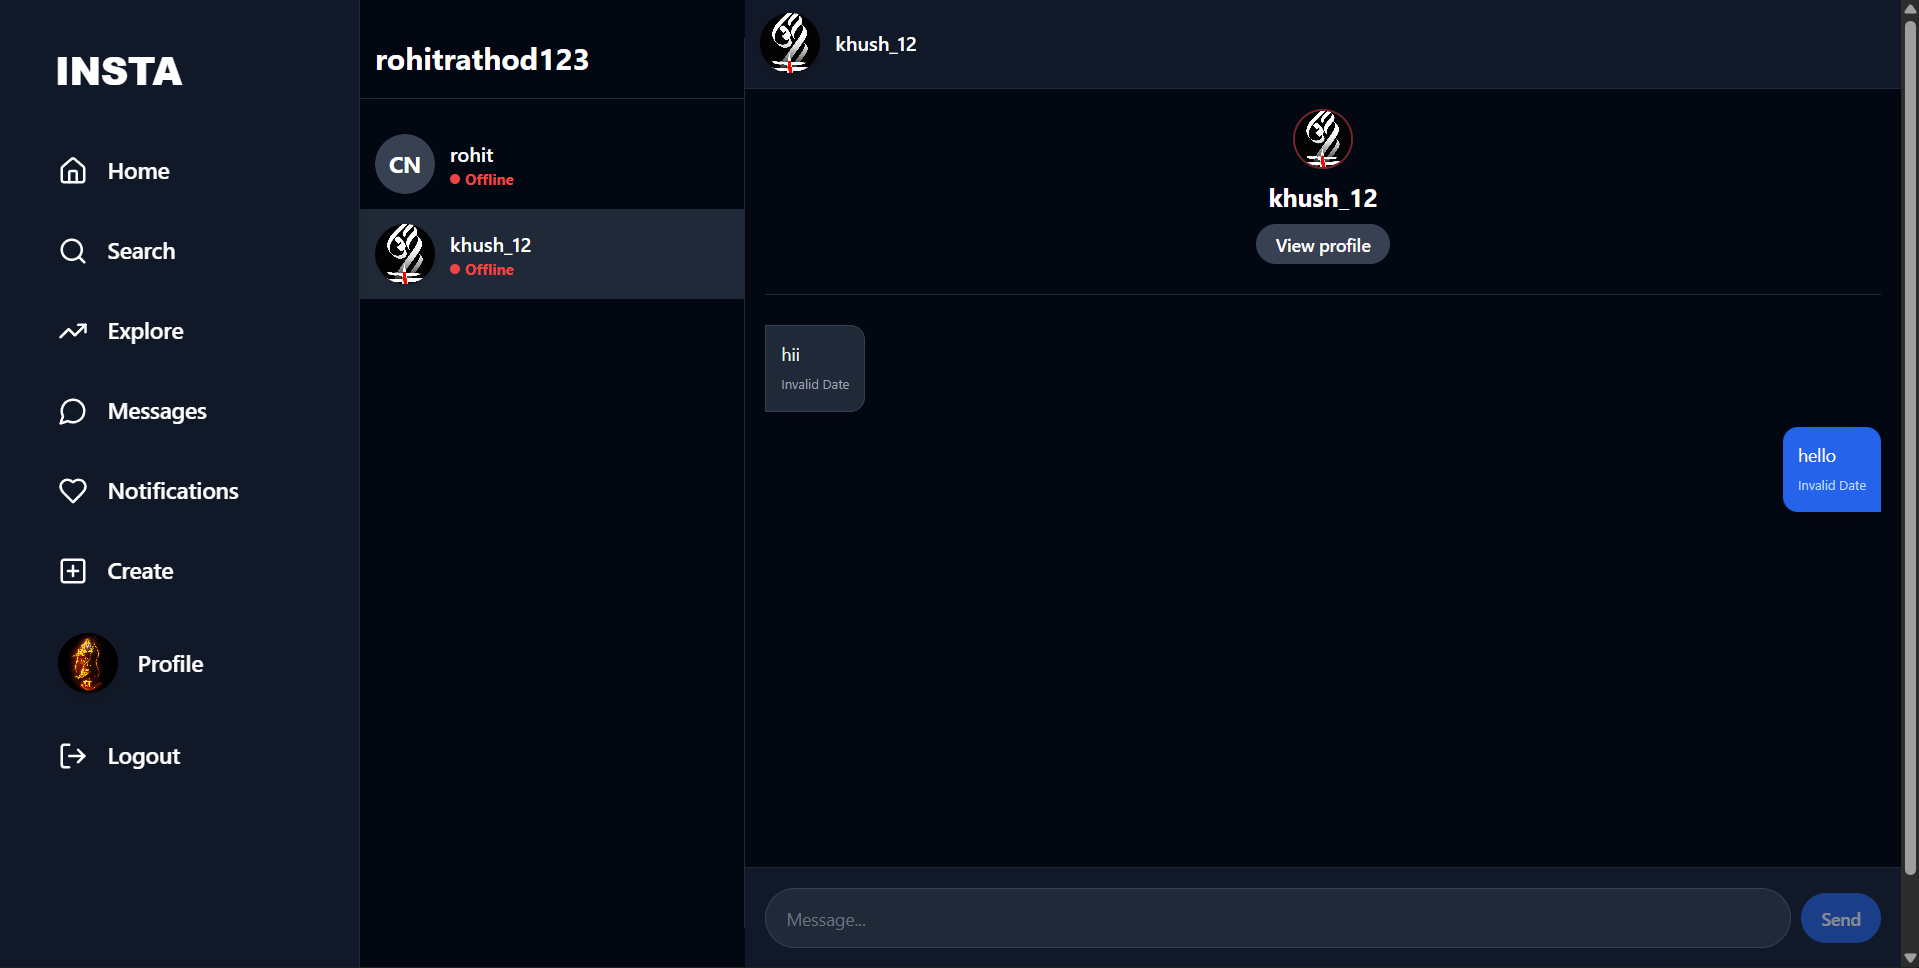 INSTA
Home
Search
Explore
Messages
Notifications
Create
Profile
Logout
rohitrathod123
CN
rohit
Offline
khush_12
Offline
khush_12
khush_12
View profile
hii
Invalid Date
hello
Invalid Date
Message...
Send